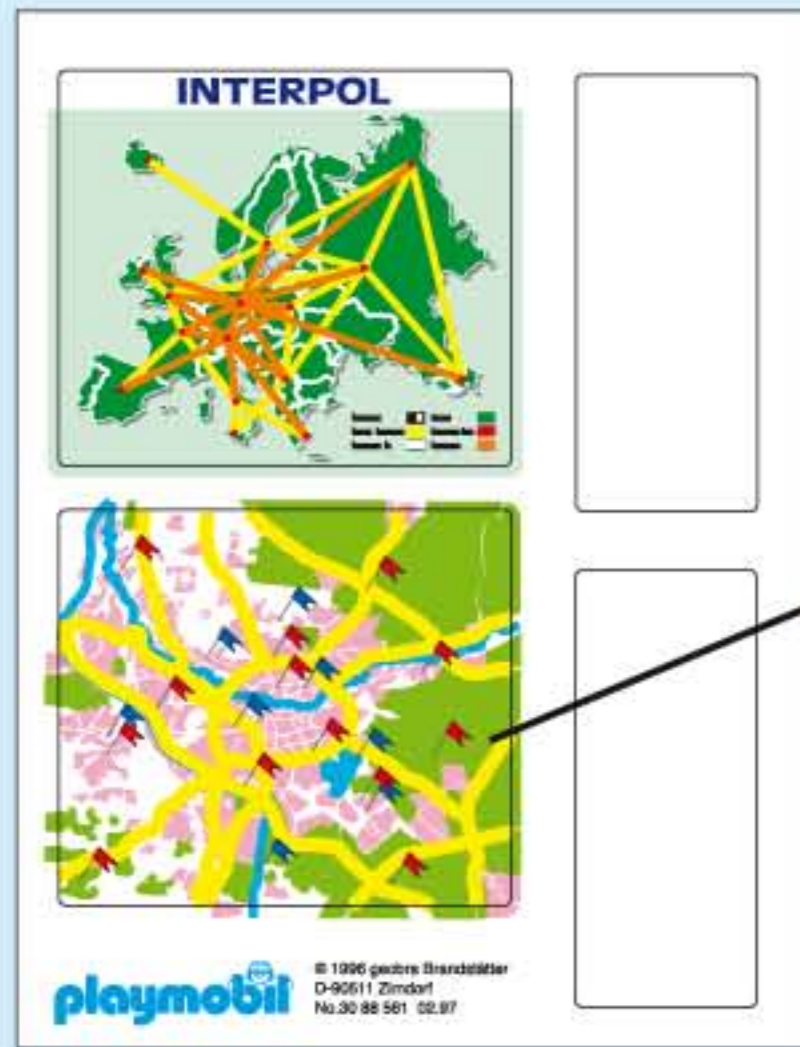 INTERPOL
playmobil
© 1996 geobra Brandstätter
D-90511 Zirndorf
No.30 88 561 02.97